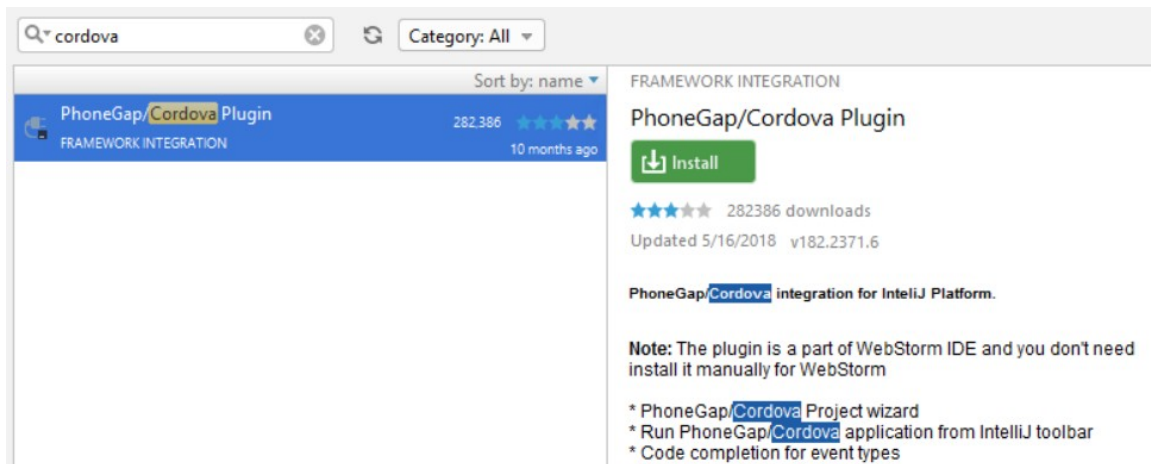 cordova
Category: All
Sort by: name
PhoneGap/Cordova Plugin
282,386
FRAMEWORK INTEGRATION
10 months ago
FRAMEWORK INTEGRATION
PhoneGap/Cordova Plugin
Install
282386 downloads
Updated 5/16/2018 v182.2371.6
PhoneGap/Cordova integration for InteliJ Platform.
Note: The plugin is a part of WebStorm IDE and you don't need
install it manually for WebStorm
* PhoneGap/Cordova Project wizard
* Run PhoneGap/Cordova application from IntelliJ toolbar
* Code completion for event types